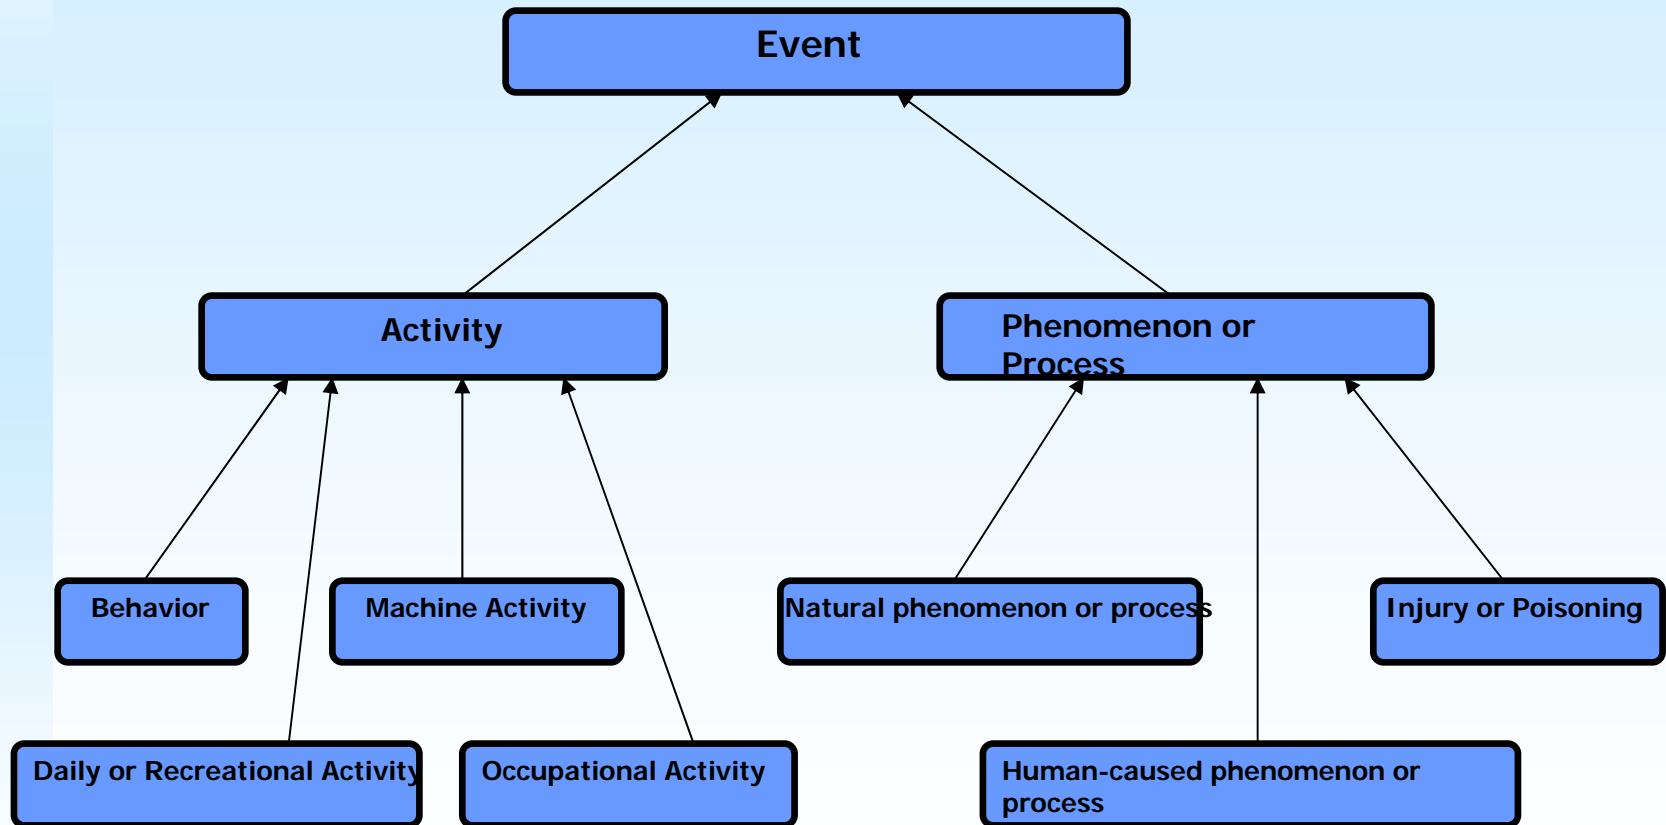 Event
Activity
Phenomenon or
Process
Behavior
Machine Activity
Natural phenomenon or process
Injury or Poisoning
Daily or Recreational Activity
Occupational Activity
Human-caused phenomenon or
process